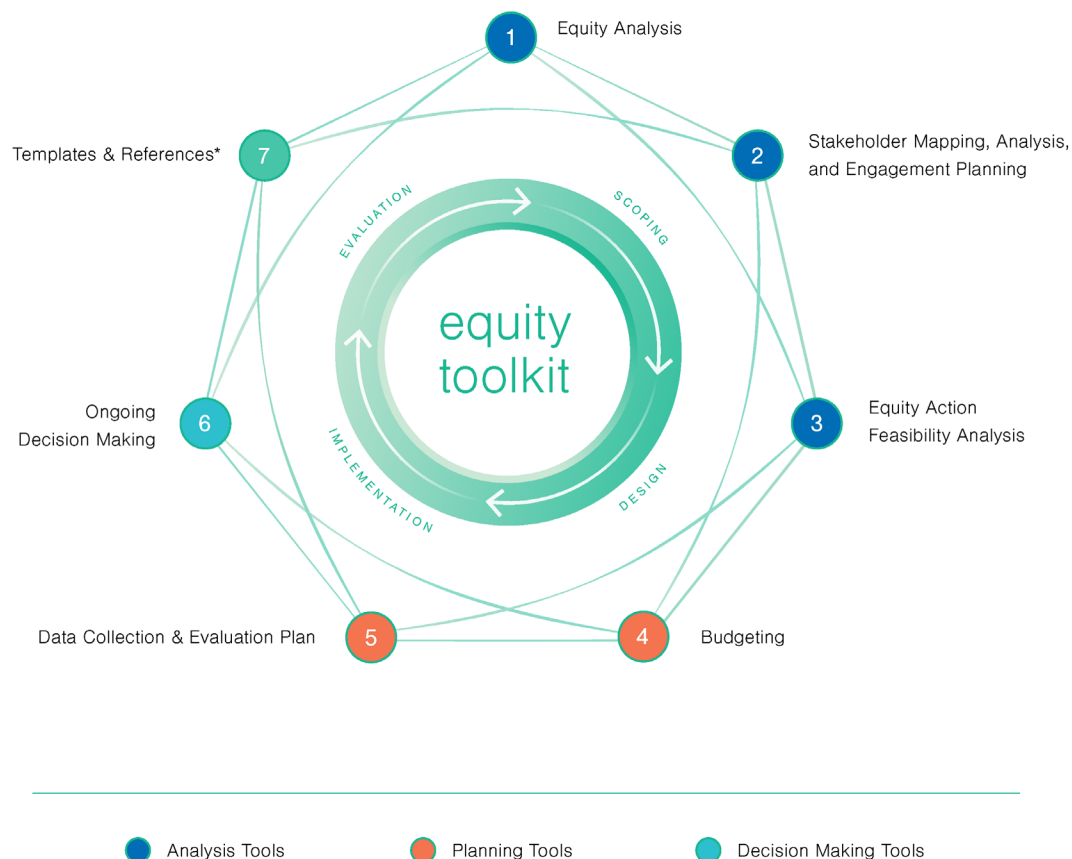 1
Equity Analysis
Templates & References*
7
2
Stakeholder Mapping, Analysis,
and Engagement Planning
EVALUATION
SCOPING
equity
toolkit
Ongoing
Decision Making
6
3
Equity Action
Feasibility Analysis
IMPLEMENTATION
DESIGN
Data Collection & Evaluation Plan
5
4
Budgeting
Analysis Tools
Planning Tools
Decision Making Tools